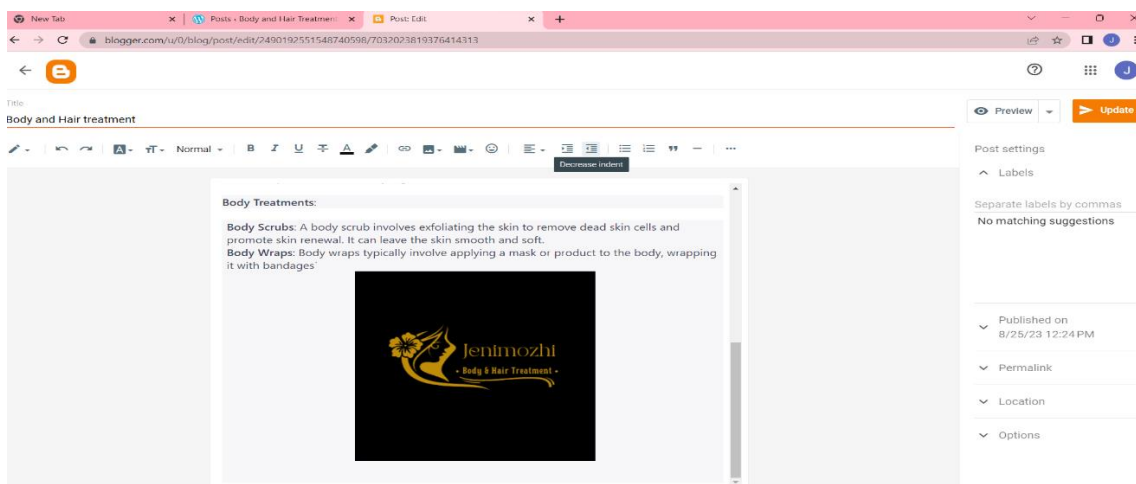 New Tab
Posts ‹ Body and Hair Treatment
Post: Edit
blogger.com/u/0/blog/post/edit/2490192551548740598/7032023819376414313
J
J
Title
Body and Hair treatment
Preview
Update
Normal
B I U A
Decrease indent
Post settings
Labels
Separate labels by commas
No matching suggestions
Body Treatments:
Body Scrubs: A body scrub involves exfoliating the skin to remove dead skin cells and
promote skin renewal. It can leave the skin smooth and soft.
Body Wraps: Body wraps typically involve applying a mask or product to the body, wrapping
it with bandages`
Jenimozhi
- Body & Hair Treatment -
Published on
8/25/23 12:24 PM
Permalink
Location
Options